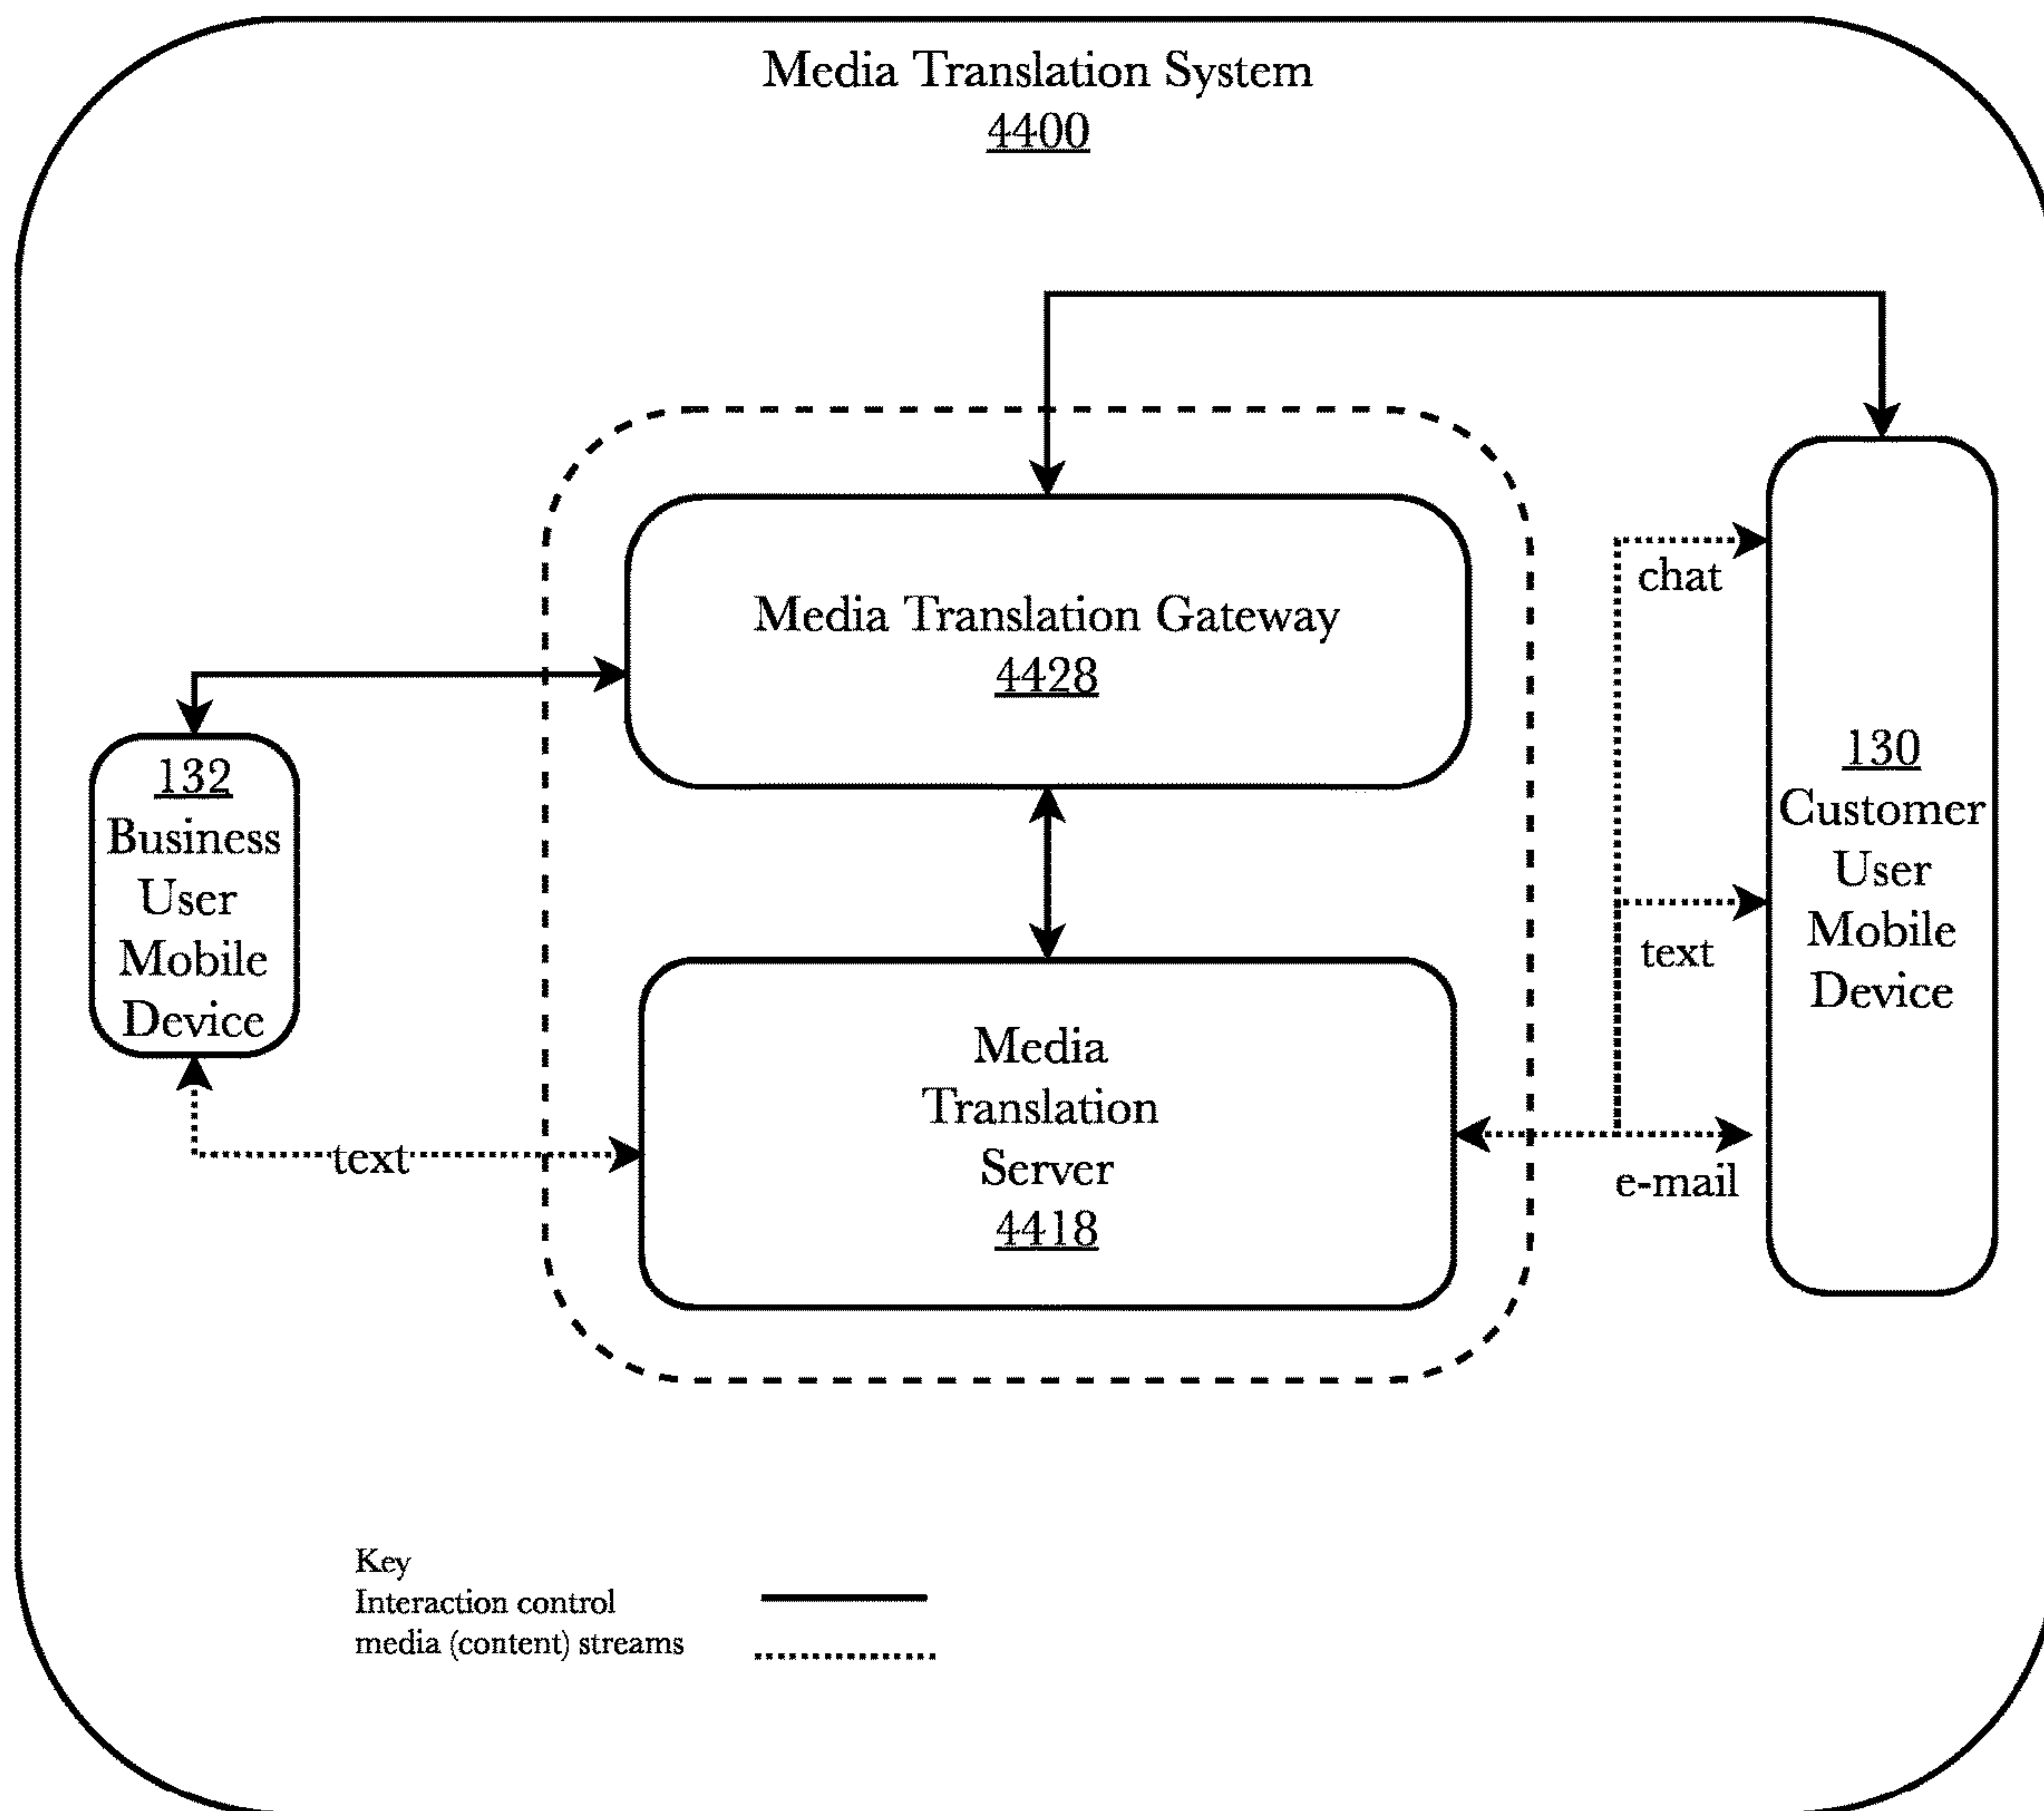 Media Translation System
4400
chat
Media Translation Gateway
4428
132
Business
User
Mobile
Device
130
Customer
User
Mobile
Device
text
Media
Translation
Server
4418
text
e-mail
Key
Interaction control
media (content) streams